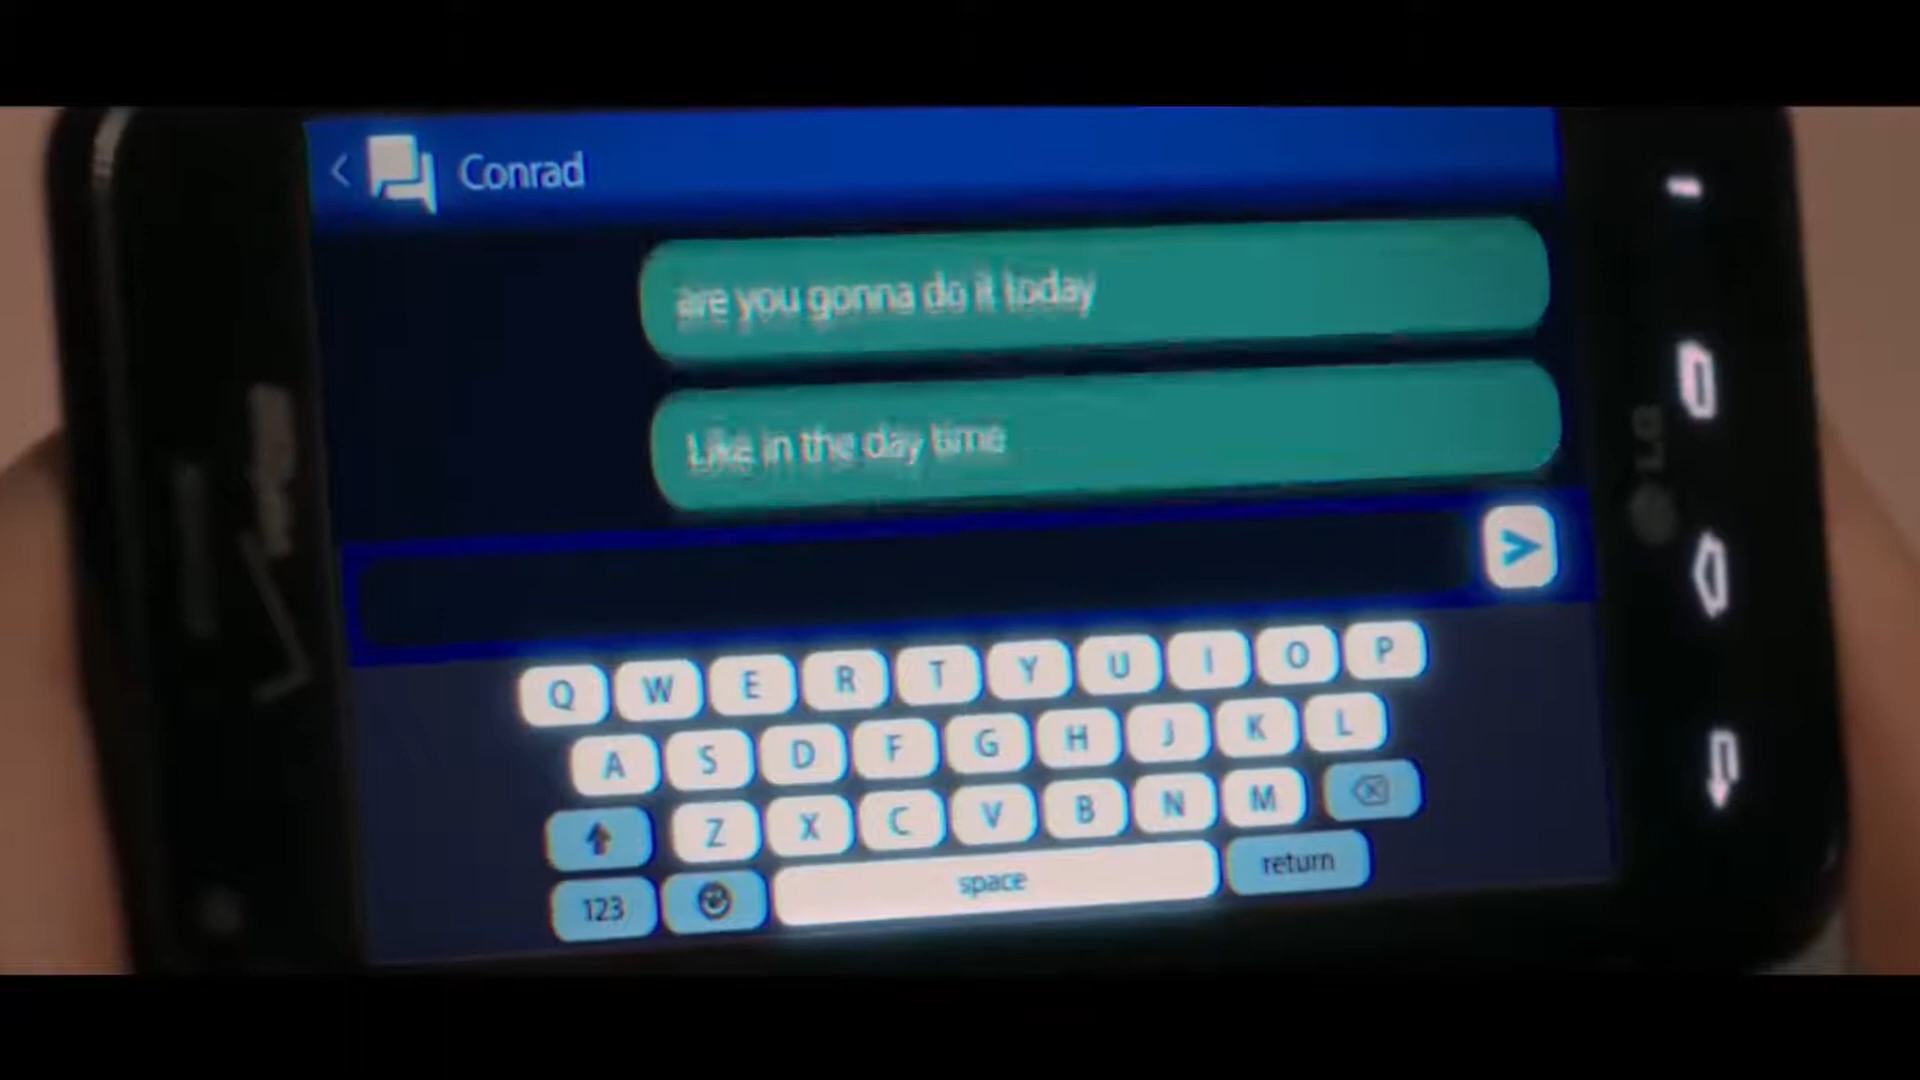 Conrad
are you gonna do it today
Like in the day time
Q W E R T Y U I O P
A S D F G H J K L
Z X C V B N M
123 space return
LG